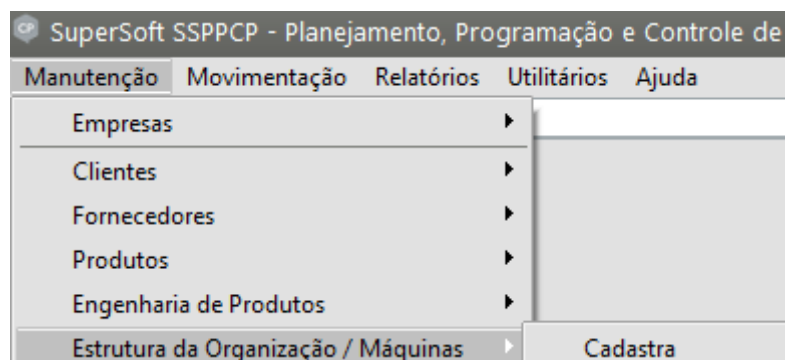 SuperSoft SSPPCP - Planejamento, Programação e Controle de
Manutenção Movimentação Relatórios Utilitários Ajuda
Empresas
Clientes
Fornecedores
Produtos
Engenharia de Produtos
Estrutura da Organização / Máquinas Cadastra